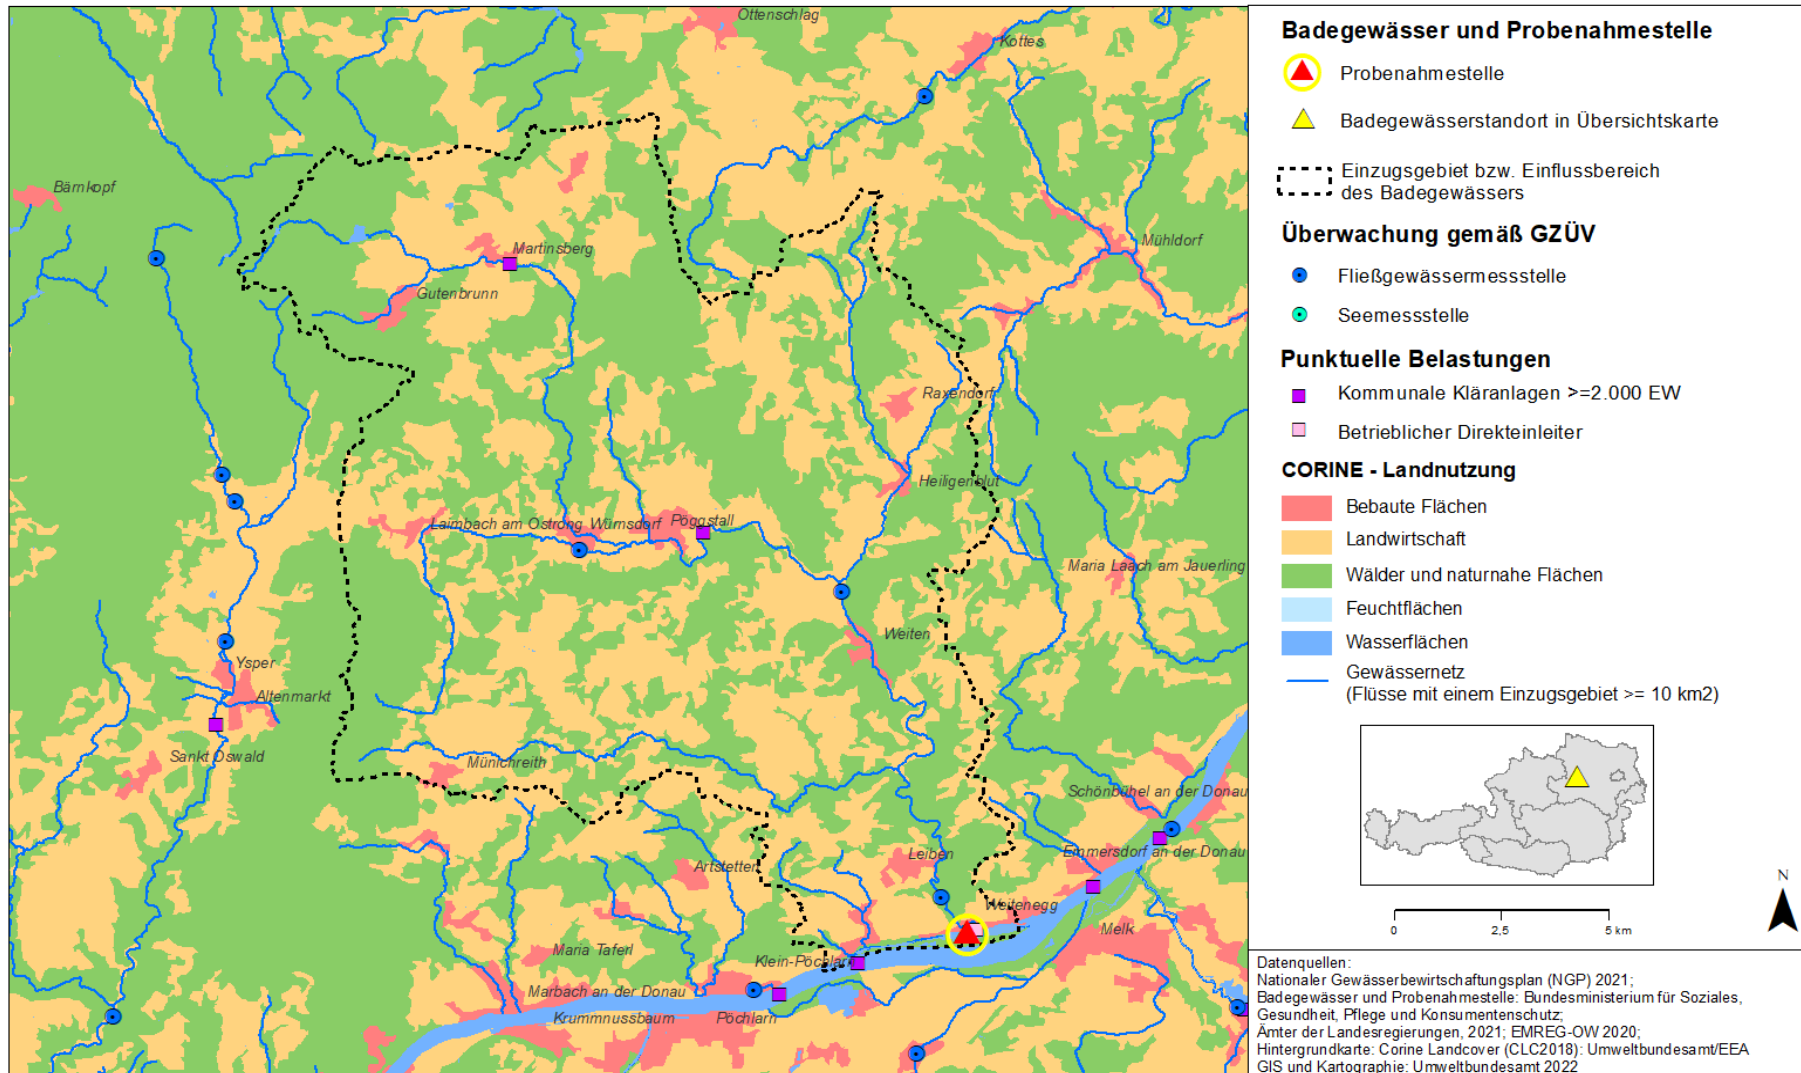 Ottenschlag
Kottes
Bärnkopf
Mühldorf
Martinsberg
Gutenbrunn
Raxendorf
Heiligenblut
Laimbach am Ostrong
Würnsdorf
Pöggstall
Maria Laach am Jauerling
Weiten
Ysper
Altenmarkt
Sankt Oswald
Münichreith
Schönbühel an der Donau
Leiben
Emmersdorf an der Donau
Artstetten
Weitenegg
Melk
Maria Taferl
Klein-Pöchlarn
Marbach an der Donau
Krummnussbaum
Pöchlarn
Badegewässer und Probenahmestelle
Probenahmestelle
Badegewässerstandort in Übersichtskarte
Einzugsgebiet bzw. Einflussbereich
des Badegewässers
Überwachung gemäß GZÜV
Fließgewässermessstelle
Seemessstelle
Punktuelle Belastungen
Kommunale Kläranlagen >=2.000 EW
Betrieblicher Direkteinleiter
CORINE - Landnutzung
Bebaute Flächen
Landwirtschaft
Wälder und naturnahe Flächen
Feuchtflächen
Wasserflächen
Gewässernetz
(Flüsse mit einem Einzugsgebiet >= 10 km2)
N
0 2,5 5 km
Datenquellen:
Nationaler Gewässerbewirtschaftungsplan (NGP) 2021;
Badegewässer und Probenahmestelle: Bundesministerium für Soziales,
Gesundheit, Pflege und Konsumentenschutz;
Ämter der Landesregierungen, 2021; EMREG-OW 2020;
Hintergrundkarte: Corine Landcover (CLC2018): Umweltbundesamt/EEA
GIS und Kartographie: Umweltbundesamt 2022